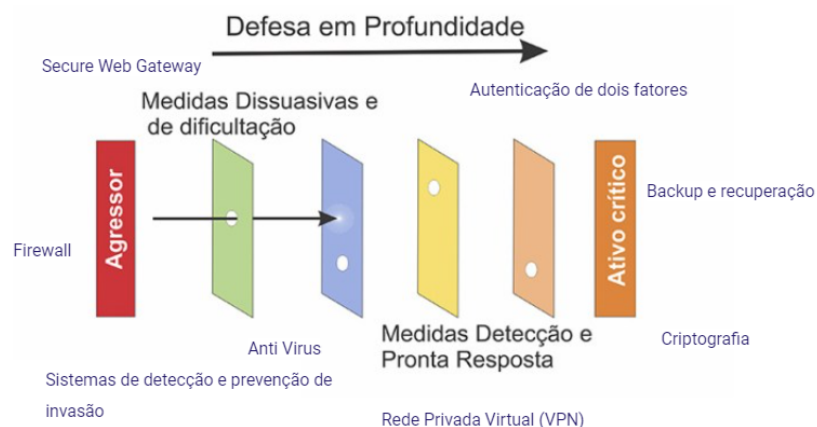 Defesa em Profundidade
Secure Web Gateway
Autenticação de dois fatores
Medidas Dissuasivas e
de dificultação
Agressor
Ativo crítico
Backup e recuperação
Firewall
Medidas Detecção e
Pronta Resposta
Criptografia
Anti Virus
Sistemas de detecção e prevenção de
invasão
Rede Privada Virtual (VPN)